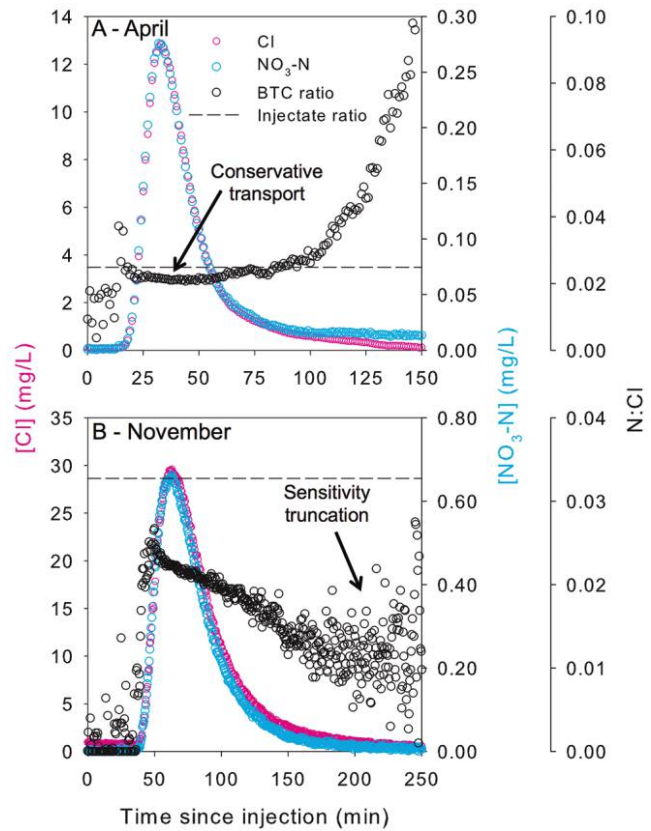 A - April
Cl
NO3-N
BTC ratio
Injectate ratio
Conservative
transport
14
12
10
8
6
4
2
0
0.30
0.25
0.20
0.15
0.10
0.05
0.00
0.10
0.08
0.06
0.04
0.02
0.00
0 25 50 75 100 125 150
[Cl] (mg/L)
[NO3-N] (mg/L)
N:Cl
B - November
Sensitivity
truncation
35
30
25
20
15
10
5
0
0.80
0.60
0.40
0.20
0.00
0.04
0.03
0.02
0.01
0.00
0 50 100 150 200 250
Time since injection (min)